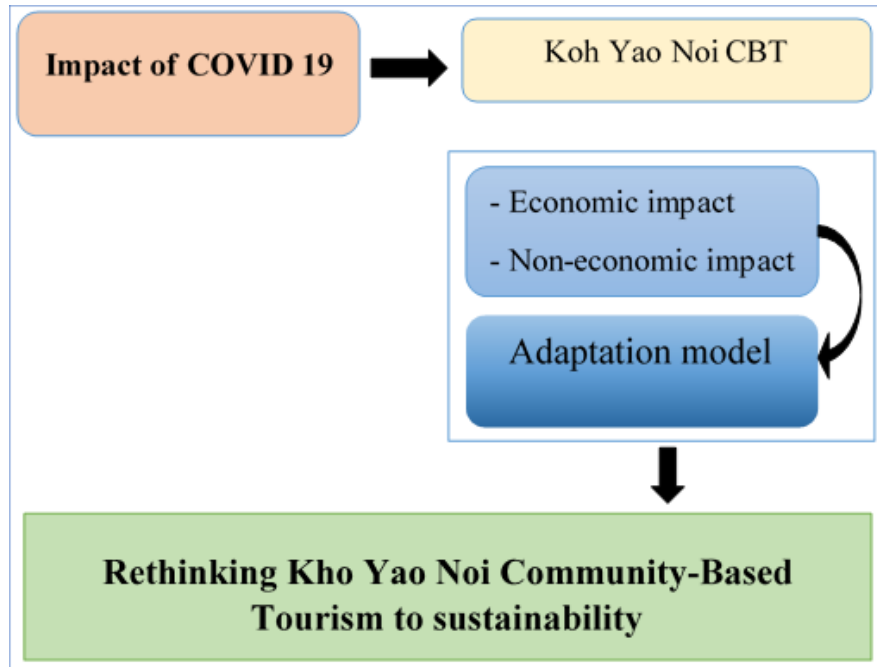 Impact of COVID 19
Koh Yao Noi CBT
- Economic impact
- Non-economic impact
Adaptation model
Rethinking Kho Yao Noi Community-Based
Tourism to sustainability